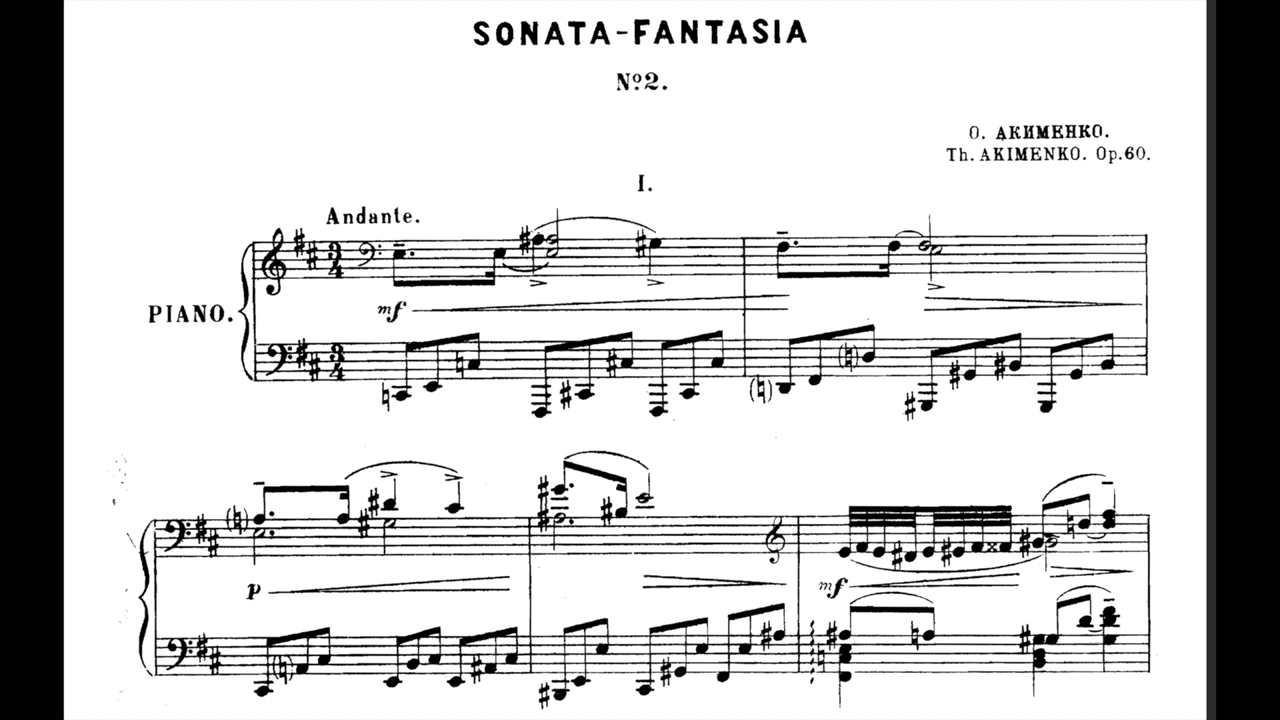 SONATA-FANTASIA
Nº2.
Ѳ. АКИМЕНКО.
Th. AKIMENKO. Op.60.
I.
Andante.
PIANO.
mf
p
mf